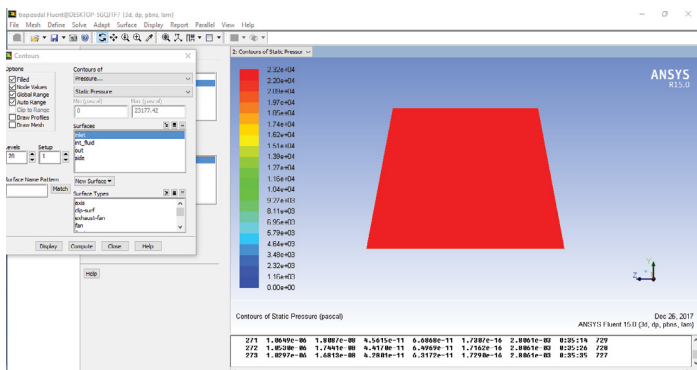 trapizodal Fluent@DESKTOP-5GQJTF7 [3d, dp, pbns, lam]
File Mesh Define Solve Adapt Surface Display Report Parallel View Help
Contours
2: Contours of Static Pressur
Options
Filled
Node Values
Global Range
Auto Range
Clip to Range
Draw Profiles
Draw Mesh
Contours of
Pressure...
Static Pressure
Min (pascal) Max (pascal)
0 23177.42
Surfaces
inlet
int_fluid
out
side
Levels Setup
20 1
Surface Name Pattern
Match
New Surface
Surface Types
axis
clip-surf
exhaust-fan
fan
Display Compute Close Help
Help
2.32e+04
2.20e+04
2.09e+04
1.97e+04
1.85e+04
1.74e+04
1.62e+04
1.51e+04
1.39e+04
1.27e+04
1.16e+04
1.04e+04
9.27e+03
8.11e+03
6.95e+03
5.79e+03
4.64e+03
3.48e+03
2.32e+03
1.16e+03
0.00e+00
ANSYS
R15.0
Y
Z
Contours of Static Pressure (pascal)
Dec 26, 2017
ANSYS Fluent 15.0 (3d, dp, pbns, lam)
271 1.0649e-06 1.8087e-08 4.5615e-11 6.6868e-11 1.7307e-16 2.8061e-03 0:35:14 729
272 1.0530e-06 1.7441e-08 4.4170e-11 6.4969e-11 1.7162e-16 2.8061e-03 0:35:26 728
273 1.0297e-06 1.6813e-08 4.2801e-11 6.3172e-11 1.7290e-16 2.8061e-03 0:35:35 727